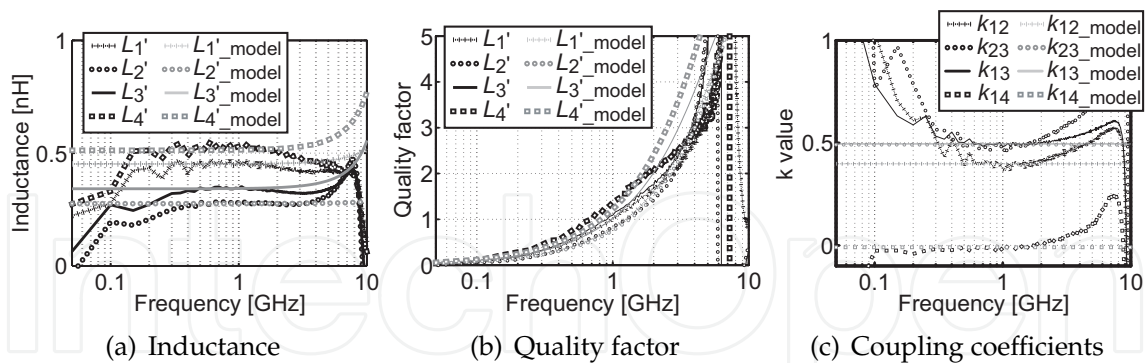 1
0.5
0
Inductance [nH]
0.1
1
10
Frequency [GHz]
L1'
L2'
L3'
L4'
L1'_model
L2'_model
L3'_model
L4'_model
(a) Inductance
5
4
3
2
1
0
Quality factor
0.1
1
10
Frequency [GHz]
L1'
L2'
L3'
L4'
L1'_model
L2'_model
L3'_model
L4'_model
(b) Quality factor
1
0.5
0
k value
0.1
1
10
Frequency [GHz]
k12
k23
k13
k14
k12_model
k23_model
k13_model
k14_model
(c) Coupling coefficients
IntechOpen